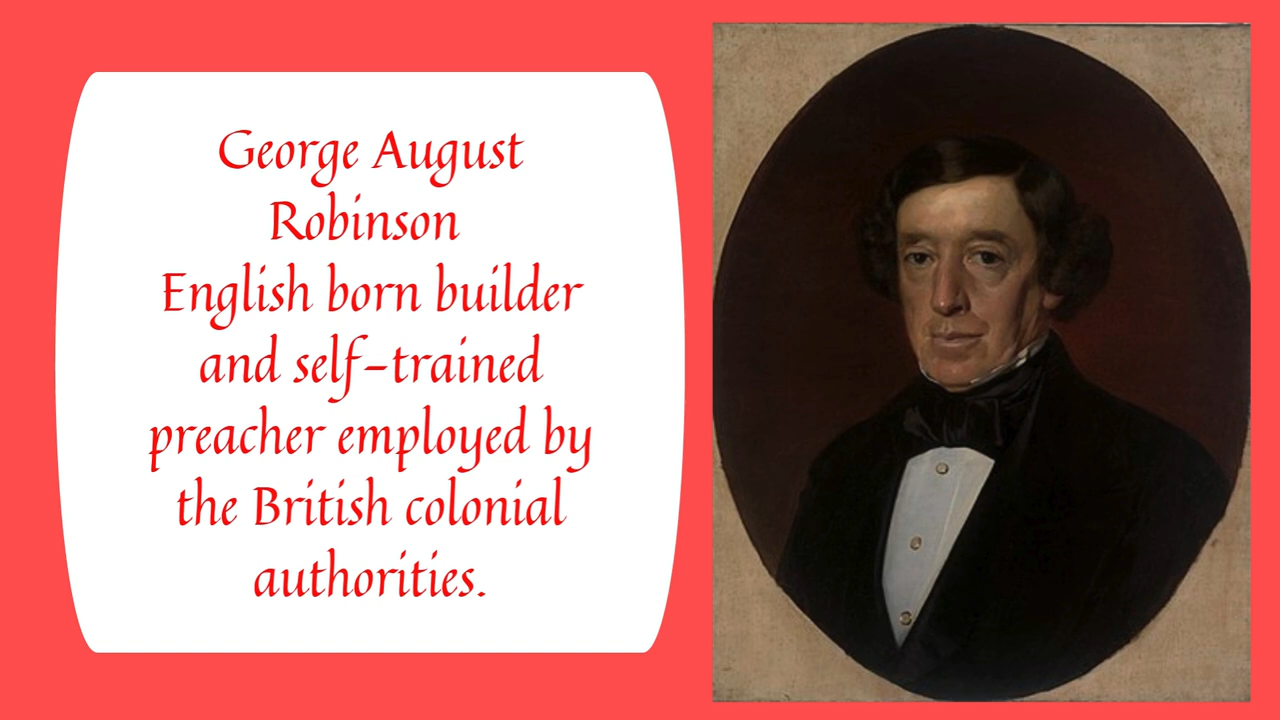 George August
Robinson
English born builder
and self-trained
preacher employed by
the British colonial
authorities.